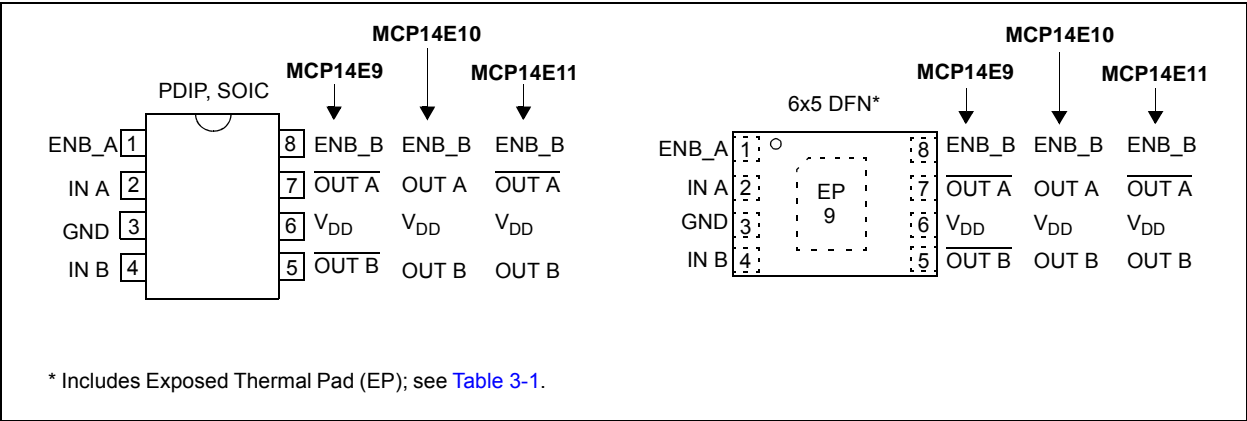 MCP14E10
MCP14E9 MCP14E11
PDIP, SOIC
ENB_A 1 8 ENB_B ENB_B ENB_B
IN A 2 7 OUT A OUT A OUT A
GND 3 6 VDD VDD VDD
IN B 4 5 OUT B OUT B OUT B
MCP14E10
MCP14E9 MCP14E11
6x5 DFN*
ENB_A 1 8 ENB_B ENB_B ENB_B
IN A 2 EP 7 OUT A OUT A OUT A
GND 3 9 6 VDD VDD VDD
IN B 4 5 OUT B OUT B OUT B
* Includes Exposed Thermal Pad (EP); see Table 3-1.